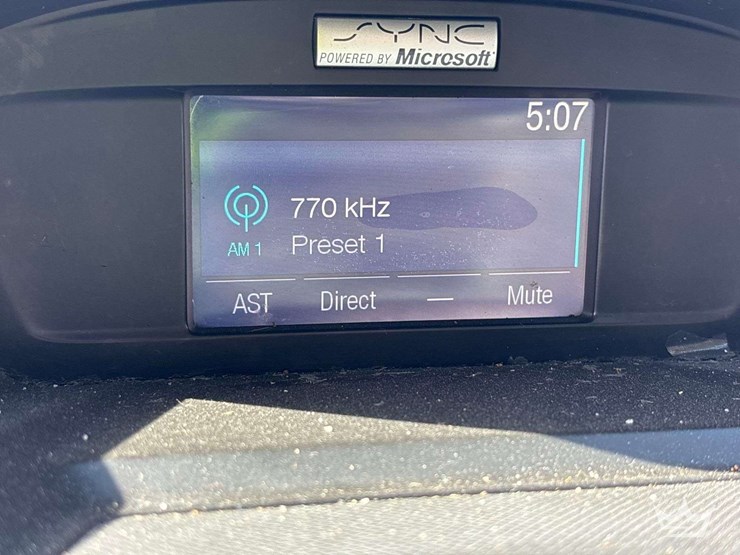 SYNC
POWERED BY Microsoft
5:07
770 kHz
AM 1 Preset 1
AST Direct — Mute